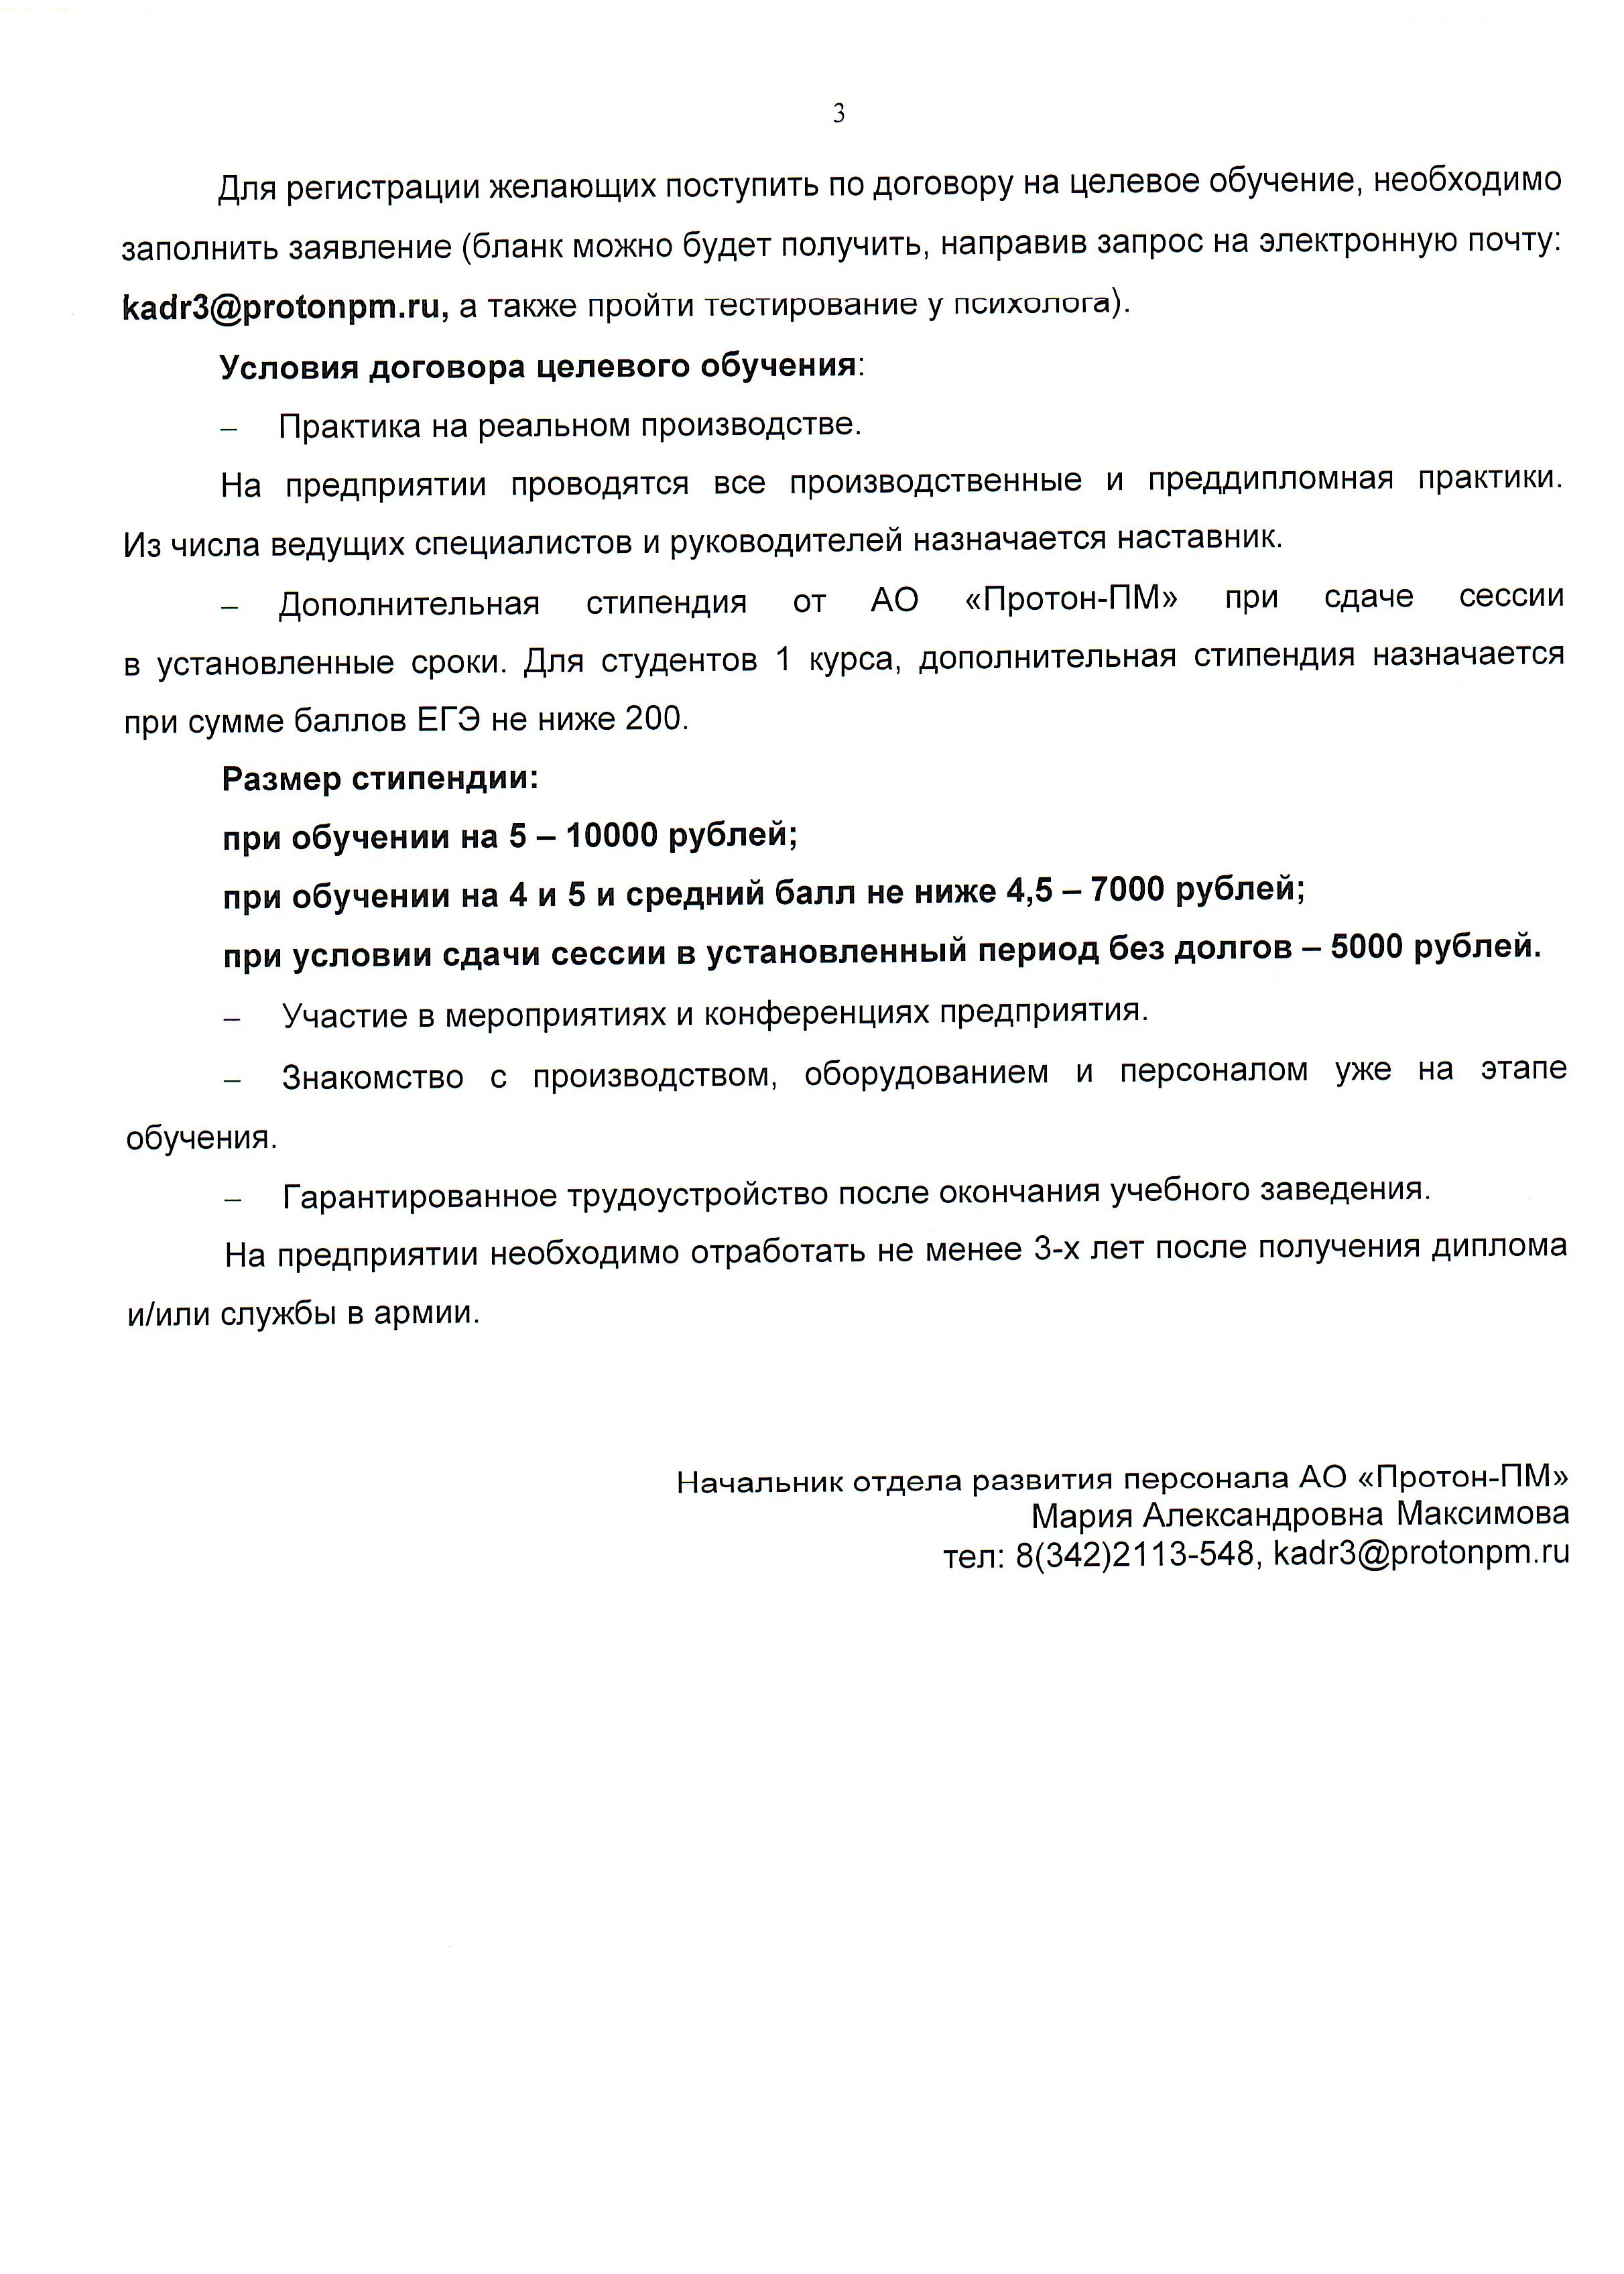 3
Для регистрации желающих поступить по договору на целевое обучение, необходимо
заполнить заявление (бланк можно будет получить, направив запрос на электронную почту:
kadr3@protonpm.ru, а также пройти тестирование у психолога).
Условия договора целевого обучения:
– Практика на реальном производстве.
На предприятии проводятся все производственные и преддипломная практики.
Из числа ведущих специалистов и руководителей назначается наставник.
– Дополнительная стипендия от АО «Протон-ПМ» при сдаче сессии
в установленные сроки. Для студентов 1 курса, дополнительная стипендия назначается
при сумме баллов ЕГЭ не ниже 200.
Размер стипендии:
при обучении на 5 – 10000 рублей;
при обучении на 4 и 5 и средний балл не ниже 4,5 – 7000 рублей;
при условии сдачи сессии в установленный период без долгов – 5000 рублей.
– Участие в мероприятиях и конференциях предприятия.
– Знакомство с производством, оборудованием и персоналом уже на этапе
обучения.
– Гарантированное трудоустройство после окончания учебного заведения.
На предприятии необходимо отработать не менее 3-х лет после получения диплома
и/или службы в армии.
Начальник отдела развития персонала АО «Протон-ПМ»
Мария Александровна Максимова
тел: 8(342)2113-548, kadr3@protonpm.ru